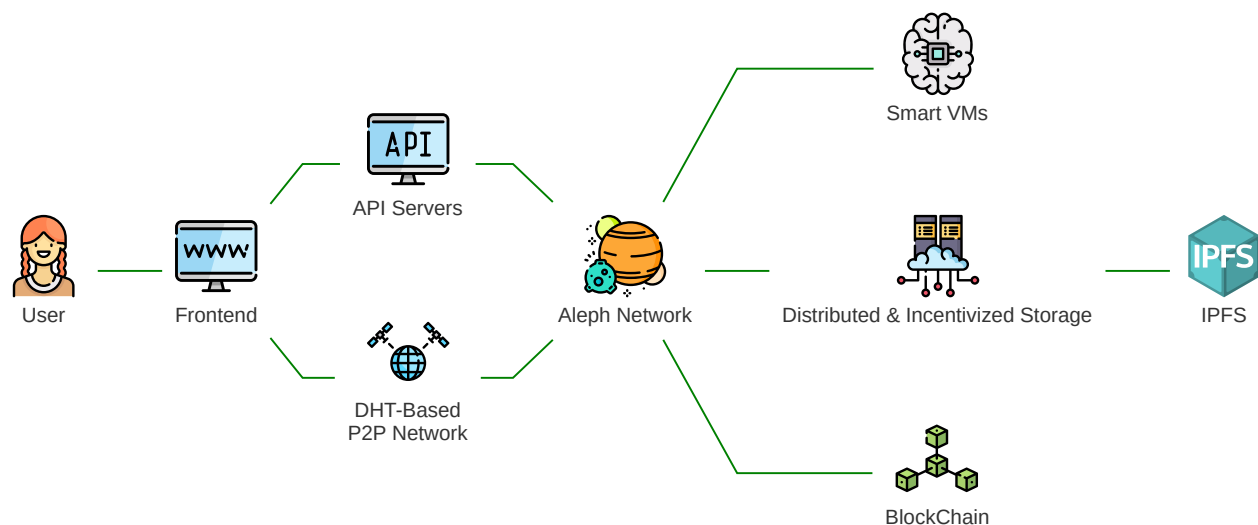 Smart VMs
API
API Servers
www
User
Frontend
Aleph Network
Distributed & Incentivized Storage
IPFS
IPFS
DHT-Based
P2P Network
BlockChain